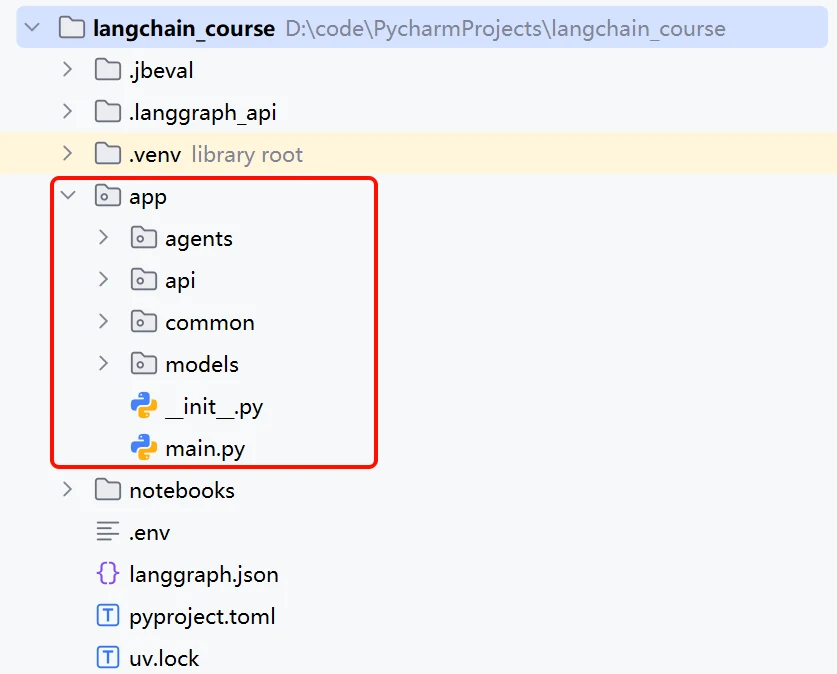 langchain_course D:\code\PycharmProjects\langchain_course
.jbeval
.langgraph_api
.venv library root
app
agents
api
common
models
__init__.py
main.py
notebooks
.env
langgraph.json
pyproject.toml
uv.lock